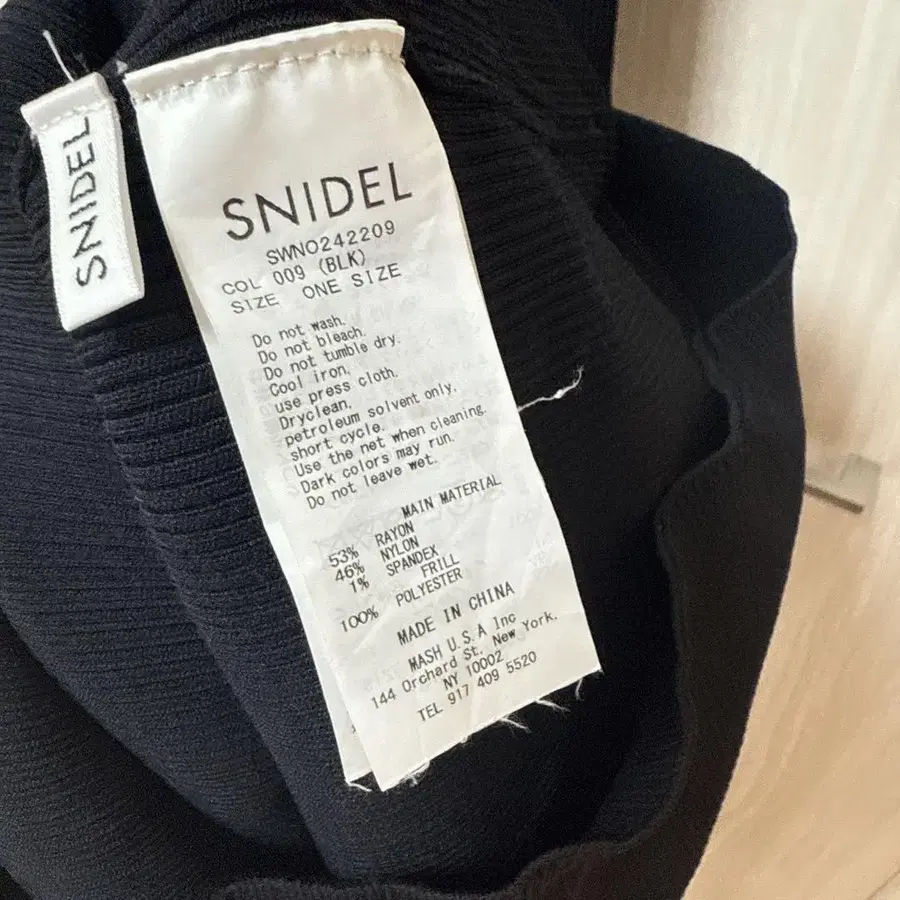 SNIDEL
SNIDEL
SWNO242209
COL 009 (BLK)
SIZE ONE SIZE
Do not wash.
Do not bleach.
Do not tumble dry.
Cool iron.
use press cloth.
Dryclean.
petroleum solvent only.
short cycle.
Use the net when cleaning.
Dark colors may run.
Do not leave wet.
MAIN MATERIAL
53% RAYON
46% NYLON
1% SPANDEX
FRILL
100% POLYESTER
MADE IN CHINA
MASH U.S.A Inc
144 Orchard St. New York.
NY 10002
TEL 917 409 5520